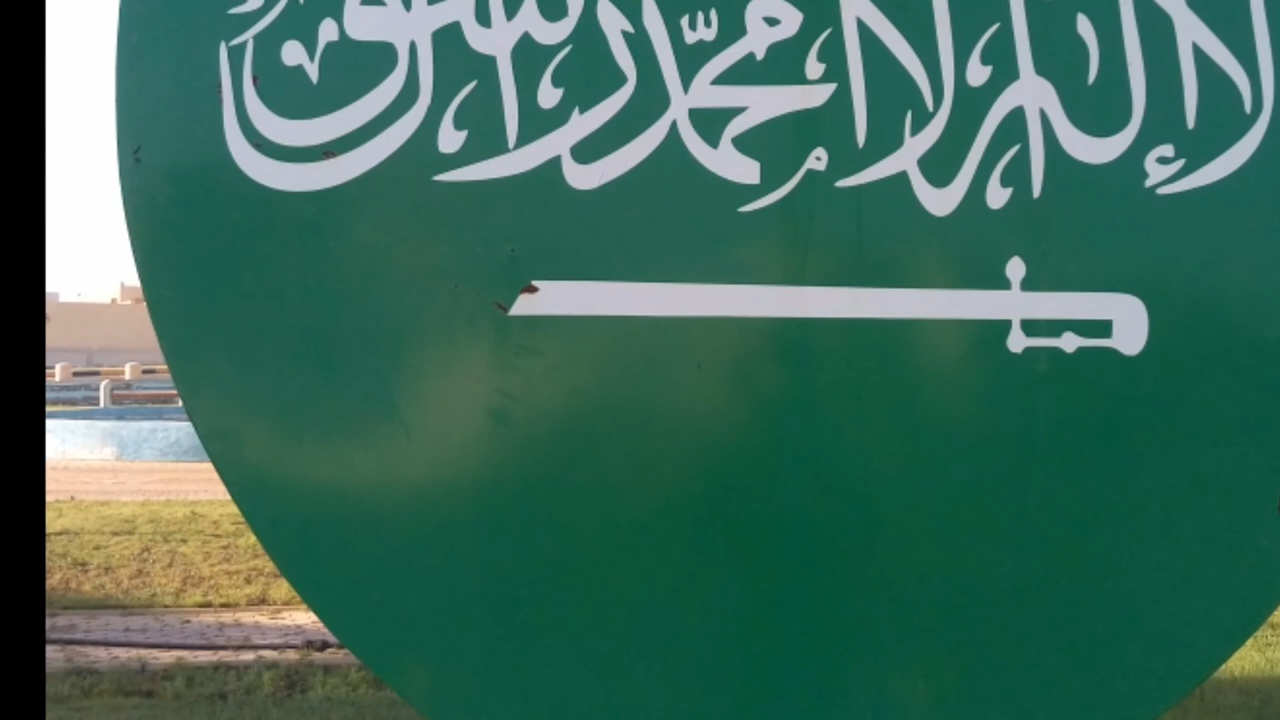 لا إله إلا الله محمد رسول الله